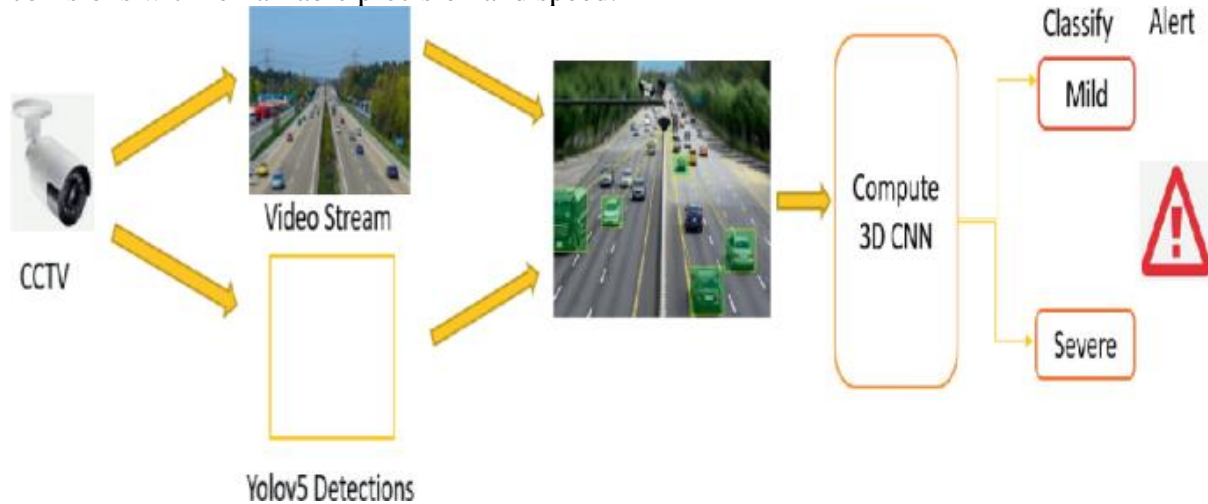 Classify Alert
Mild
Video Stream
Compute
3D CNN
CCTV
Severe
Yolov5 Detections